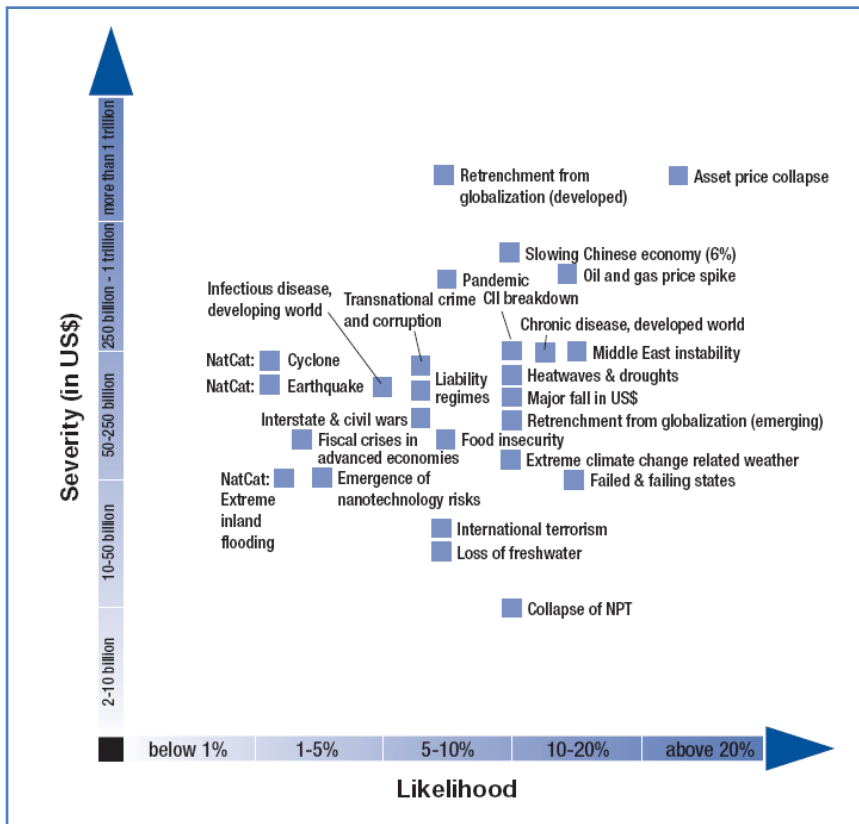 Severity (in US$)
more than 1 trillion
250 billion - 1 trillion
50-250 billion
10-50 billion
2-10 billion
Retrenchment from
globalization (developed)
Asset price collapse
Slowing Chinese economy (6%)
Oil and gas price spike
Pandemic
Infectious disease,
developing world
Transnational crime
and corruption
CII breakdown
Chronic disease, developed world
Middle East instability
NatCat: Cyclone
NatCat: Earthquake
Liability
regimes
Heatwaves & droughts
Major fall in US$
Interstate & civil wars
Retrenchment from globalization (emerging)
Fiscal crises in
advanced economies
Food insecurity
Extreme climate change related weather
NatCat:
Extreme
inland
flooding
Emergence of
nanotechnology risks
Failed & failing states
International terrorism
Loss of freshwater
Collapse of NPT
below 1%
1-5%
5-10%
10-20%
above 20%
Likelihood